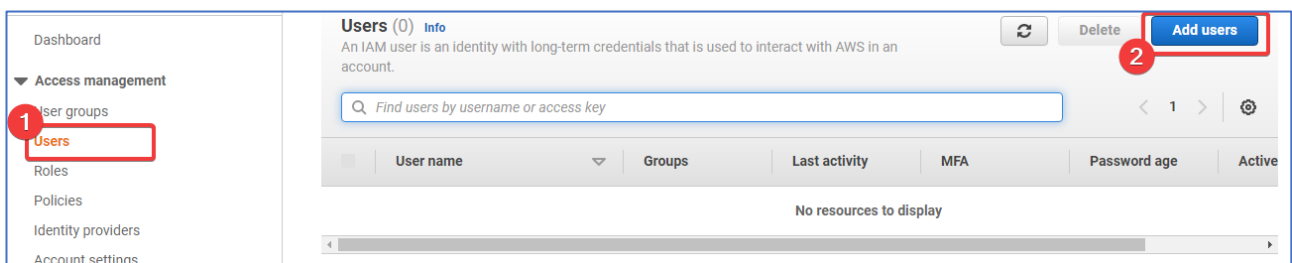 Dashboard
Access management
User groups
1
Users
Roles
Policies
Identity providers
Account settings
Users (0) Info
An IAM user is an identity with long-term credentials that is used to interact with AWS in an
account.
Delete
Add users
2
Find users by username or access key
1
User name Groups Last activity MFA Password age Active
No resources to display